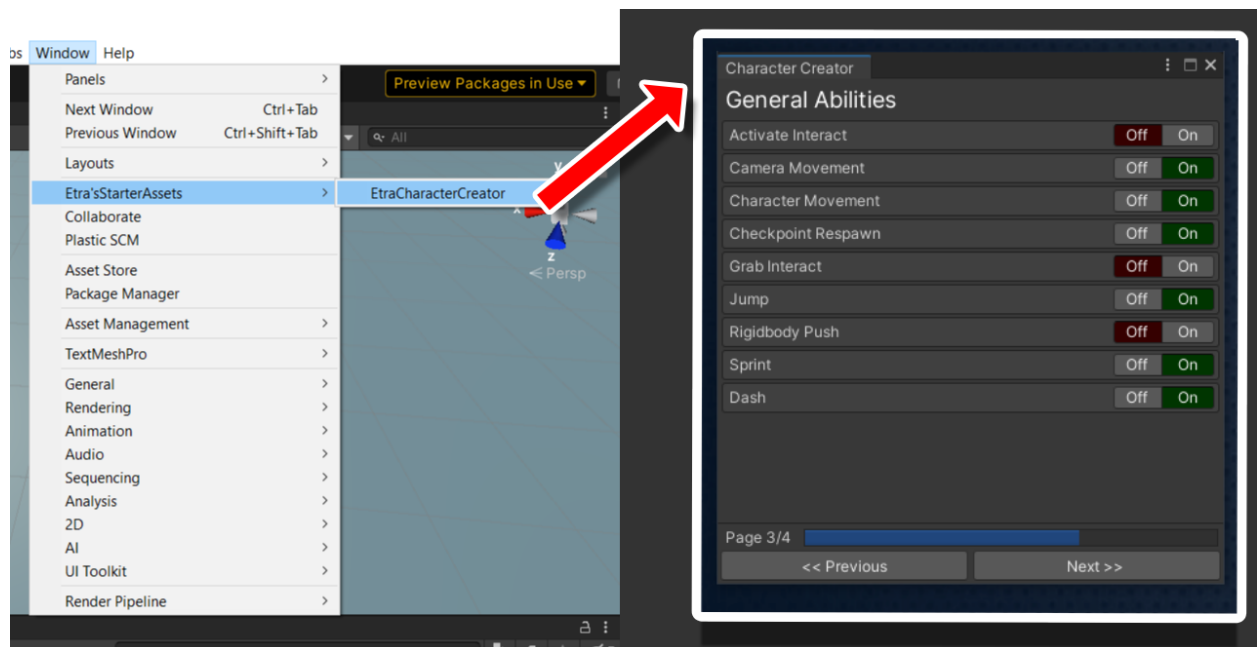 bs Window Help
Panels
Next Window Ctrl+Tab
Previous Window Ctrl+Shift+Tab
Layouts
Etra'sStarterAssets
Collaborate
Plastic SCM
Asset Store
Package Manager
Asset Management
TextMeshPro
General
Rendering
Animation
Audio
Sequencing
Analysis
2D
AI
UI Toolkit
Render Pipeline
EtraCharacterCreator
Preview Packages in Use
All
y
x
z
Persp
Character Creator
General Abilities
Activate Interact Off On
Camera Movement Off On
Character Movement Off On
Checkpoint Respawn Off On
Grab Interact Off On
Jump Off On
Rigidbody Push Off On
Sprint Off On
Dash Off On
Page 3/4
<< Previous Next >>